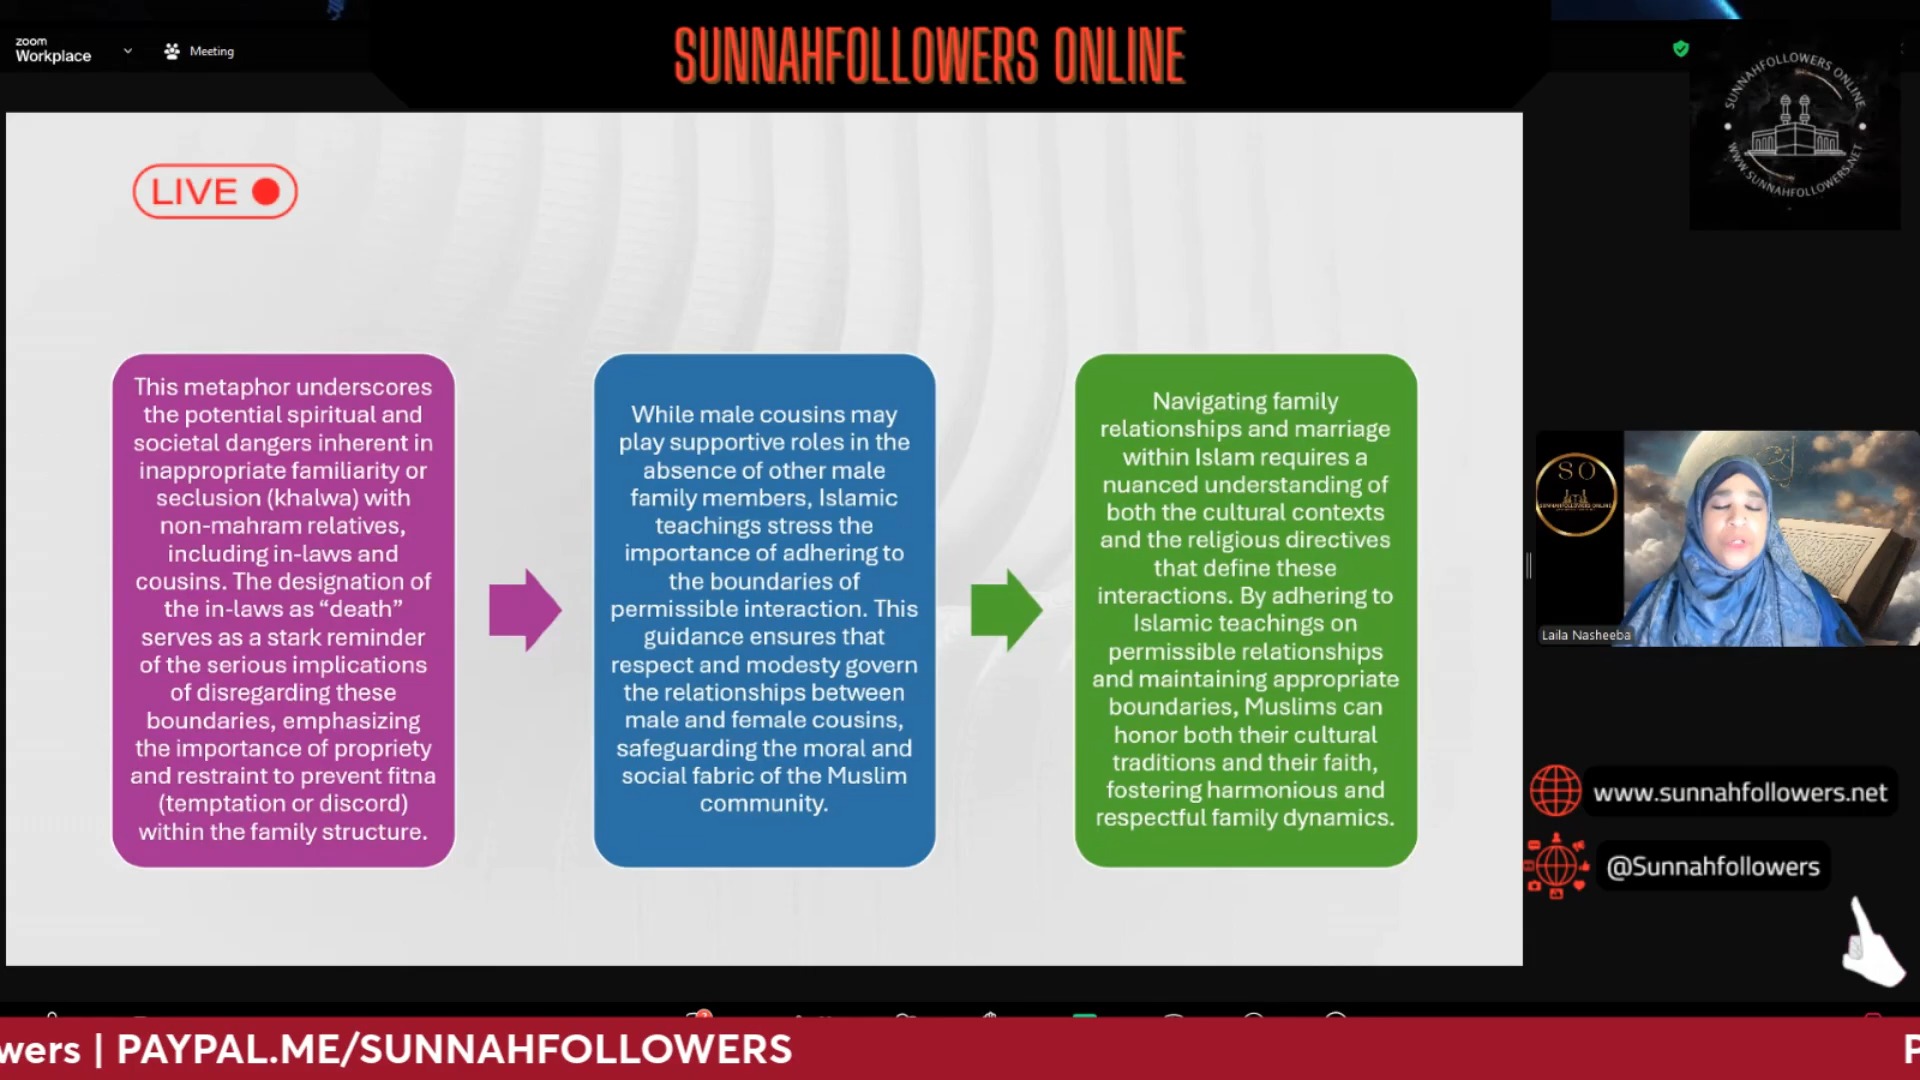 SUNNAHFOLLOWERS ONLINE
zoom
Workplace
Meeting
SUNNAHFOLLOWERS ONLINE
WWW.SUNNAHFOLLOWERS.NET
LIVE
This metaphor underscores
the potential spiritual and
societal dangers inherent in
inappropriate familiarity or
seclusion (khalwa) with
non-mahram relatives,
including in-laws and
cousins. The designation of
the in-laws as “death”
serves as a stark reminder
of the serious implications
of disregarding these
boundaries, emphasizing
the importance of propriety
and restraint to prevent fitna
(temptation or discord)
within the family structure.
While male cousins may
play supportive roles in the
absence of other male
family members, Islamic
teachings stress the
importance of adhering to
the boundaries of
permissible interaction. This
guidance ensures that
respect and modesty govern
the relationships between
male and female cousins,
safeguarding the moral and
social fabric of the Muslim
community.
Navigating family
relationships and marriage
within Islam requires a
nuanced understanding of
both the cultural contexts
and the religious directives
that define these
interactions. By adhering to
Islamic teachings on
permissible relationships
and maintaining appropriate
boundaries, Muslims can
honor both their cultural
traditions and their faith,
fostering harmonious and
respectful family dynamics.
S O
SUNNAHFOLLOWERS ONLINE
Laila Nasheeba
www.sunnahfollowers.net
@Sunnahfollowers
wers | PAYPAL.ME/SUNNAHFOLLOWERS
P